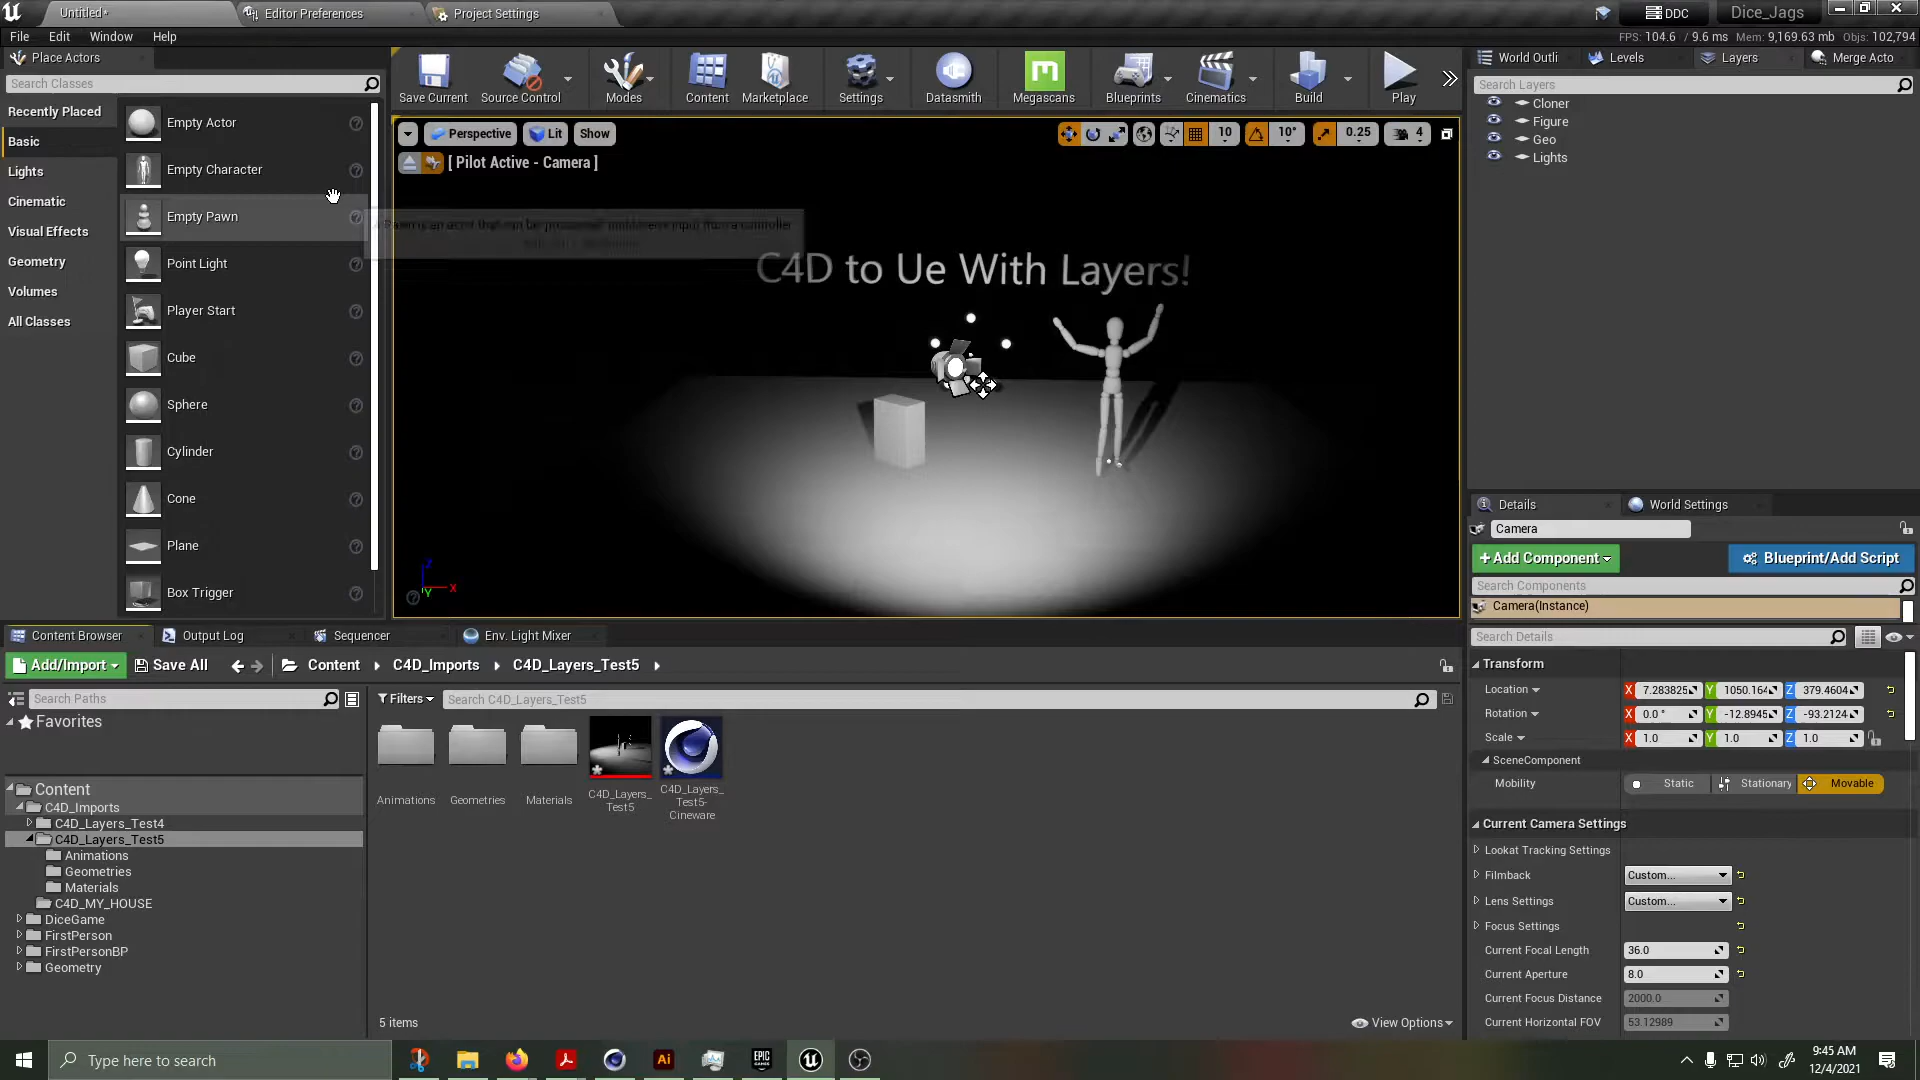 Untitled*
Editor Preferences
Project Settings
DDC
Dice_Jags
File Edit Window Help
FPS: 104.6 / 9.6 ms Mem: 9,169.63 mb Objs: 102,794
Place Actors
Search Classes
Recently Placed
Basic
Lights
Cinematic
Visual Effects
Geometry
Volumes
All Classes
Empty Actor
Empty Character
Empty Pawn
Point Light
Player Start
Cube
Sphere
Cylinder
Cone
Plane
Box Trigger
Save Current
Source Control
Modes
Content
Marketplace
Settings
Datasmith
Megascans
Blueprints
Cinematics
Build
Play
Perspective Lit Show
10 10° 0.25 4
[ Pilot Active - Camera ]
C4D to Ue With Layers!
Z X Y
World Outli
Levels
Layers
Merge Acto
Search Layers
Cloner
Figure
Geo
Lights
Details
World Settings
Camera
+Add Component
Blueprint/Add Script
Search Components
Camera(Instance)
Search Details
Transform
Location X 7.283825 Y 1050.164 Z 379.4604
Rotation X 0.0 ° Y -12.8945 Z -93.2124
Scale X 1.0 Y 1.0 Z 1.0
SceneComponent
Mobility Static Stationary Movable
Current Camera Settings
Lookat Tracking Settings
Filmback Custom...
Lens Settings Custom...
Focus Settings
Current Focal Length 36.0
Current Aperture 8.0
Current Focus Distance 2000.0
Current Horizontal FOV 53.12989
Content Browser
Output Log
Sequencer
Env. Light Mixer
Add/Import Save All Content C4D_Imports C4D_Layers_Test5
Search Paths
Filters Search C4D_Layers_Test5
Favorites
Content
C4D_Imports
C4D_Layers_Test4
C4D_Layers_Test5
Animations
Geometries
Materials
C4D_MY_HOUSE
DiceGame
FirstPerson
FirstPersonBP
Geometry
Animations
Geometries
Materials
C4D_Layers_
Test5
C4D_Layers_
Test5-
Cineware
5 items
View Options
Type here to search
Ai
EPIC
GAMES
9:45 AM
12/4/2021